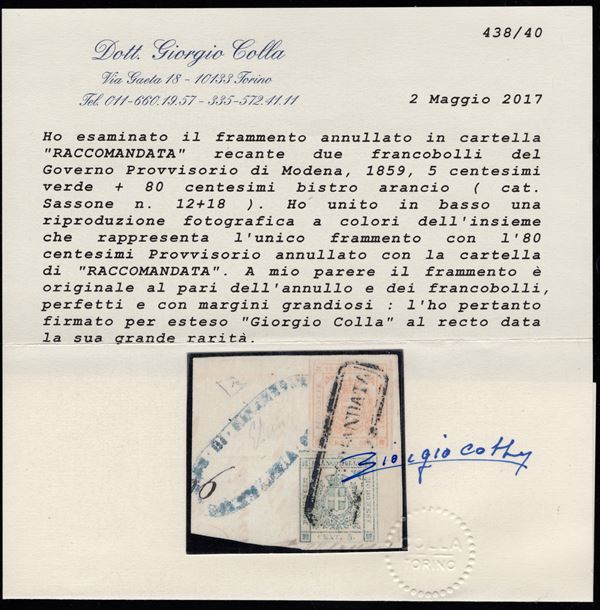 438/40
Dott. Giorgio Colla
Via Gaeta 18 - 10133 Torino
Tel. 011-660.19.57 - 335-572.41.11
2 Maggio 2017
Ho esaminato il frammento annullato in cartella
"RACCOMANDATA" recante due francobolli del
Governo Provvisorio di Modena, 1859, 5 centesimi
verde + 80 centesimi bistro arancio ( cat.
Sassone n. 12+18 ). Ho unito in basso una
riproduzione fotografica a colori dell'insieme
che rappresenta l'unico frammento con l'80
centesimi Provvisorio annullato con la cartella
di "RACCOMANDATA". A mio parere il frammento è
originale al pari dell'annullo e dei francobolli,
perfetti e con margini grandiosi : l'ho pertanto
firmato per esteso "Giorgio Colla" al recto data
la sua grande rarità.
CENT. 5.
COLLA
TORINO